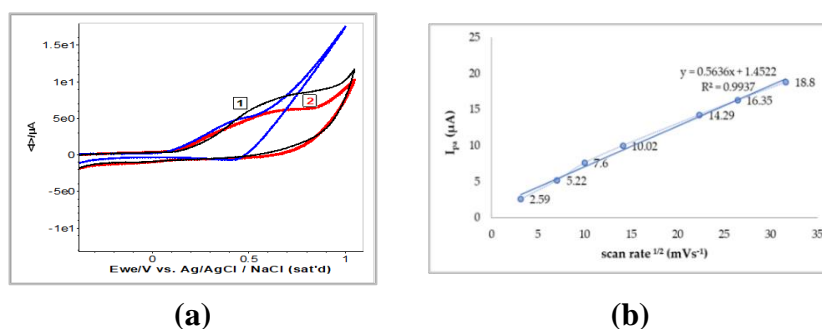 <I>/µA
1.5e1
1e1
5e0
0
-5e0
-1e1
1
2
0
0.5
1
Ewe/V vs. Ag/AgCl / NaCl (sat'd)
(a)
I
25
20
15
10
5
0
y = 0.5636x + 1.4522
R² = 0.9937
18.8
16.35
14.29
10.02
7.6
5.22
2.59
Ipa (µA)
0 5 10 15 20 25 30 35
scan rate 1/2 (mVs-1)
(b)